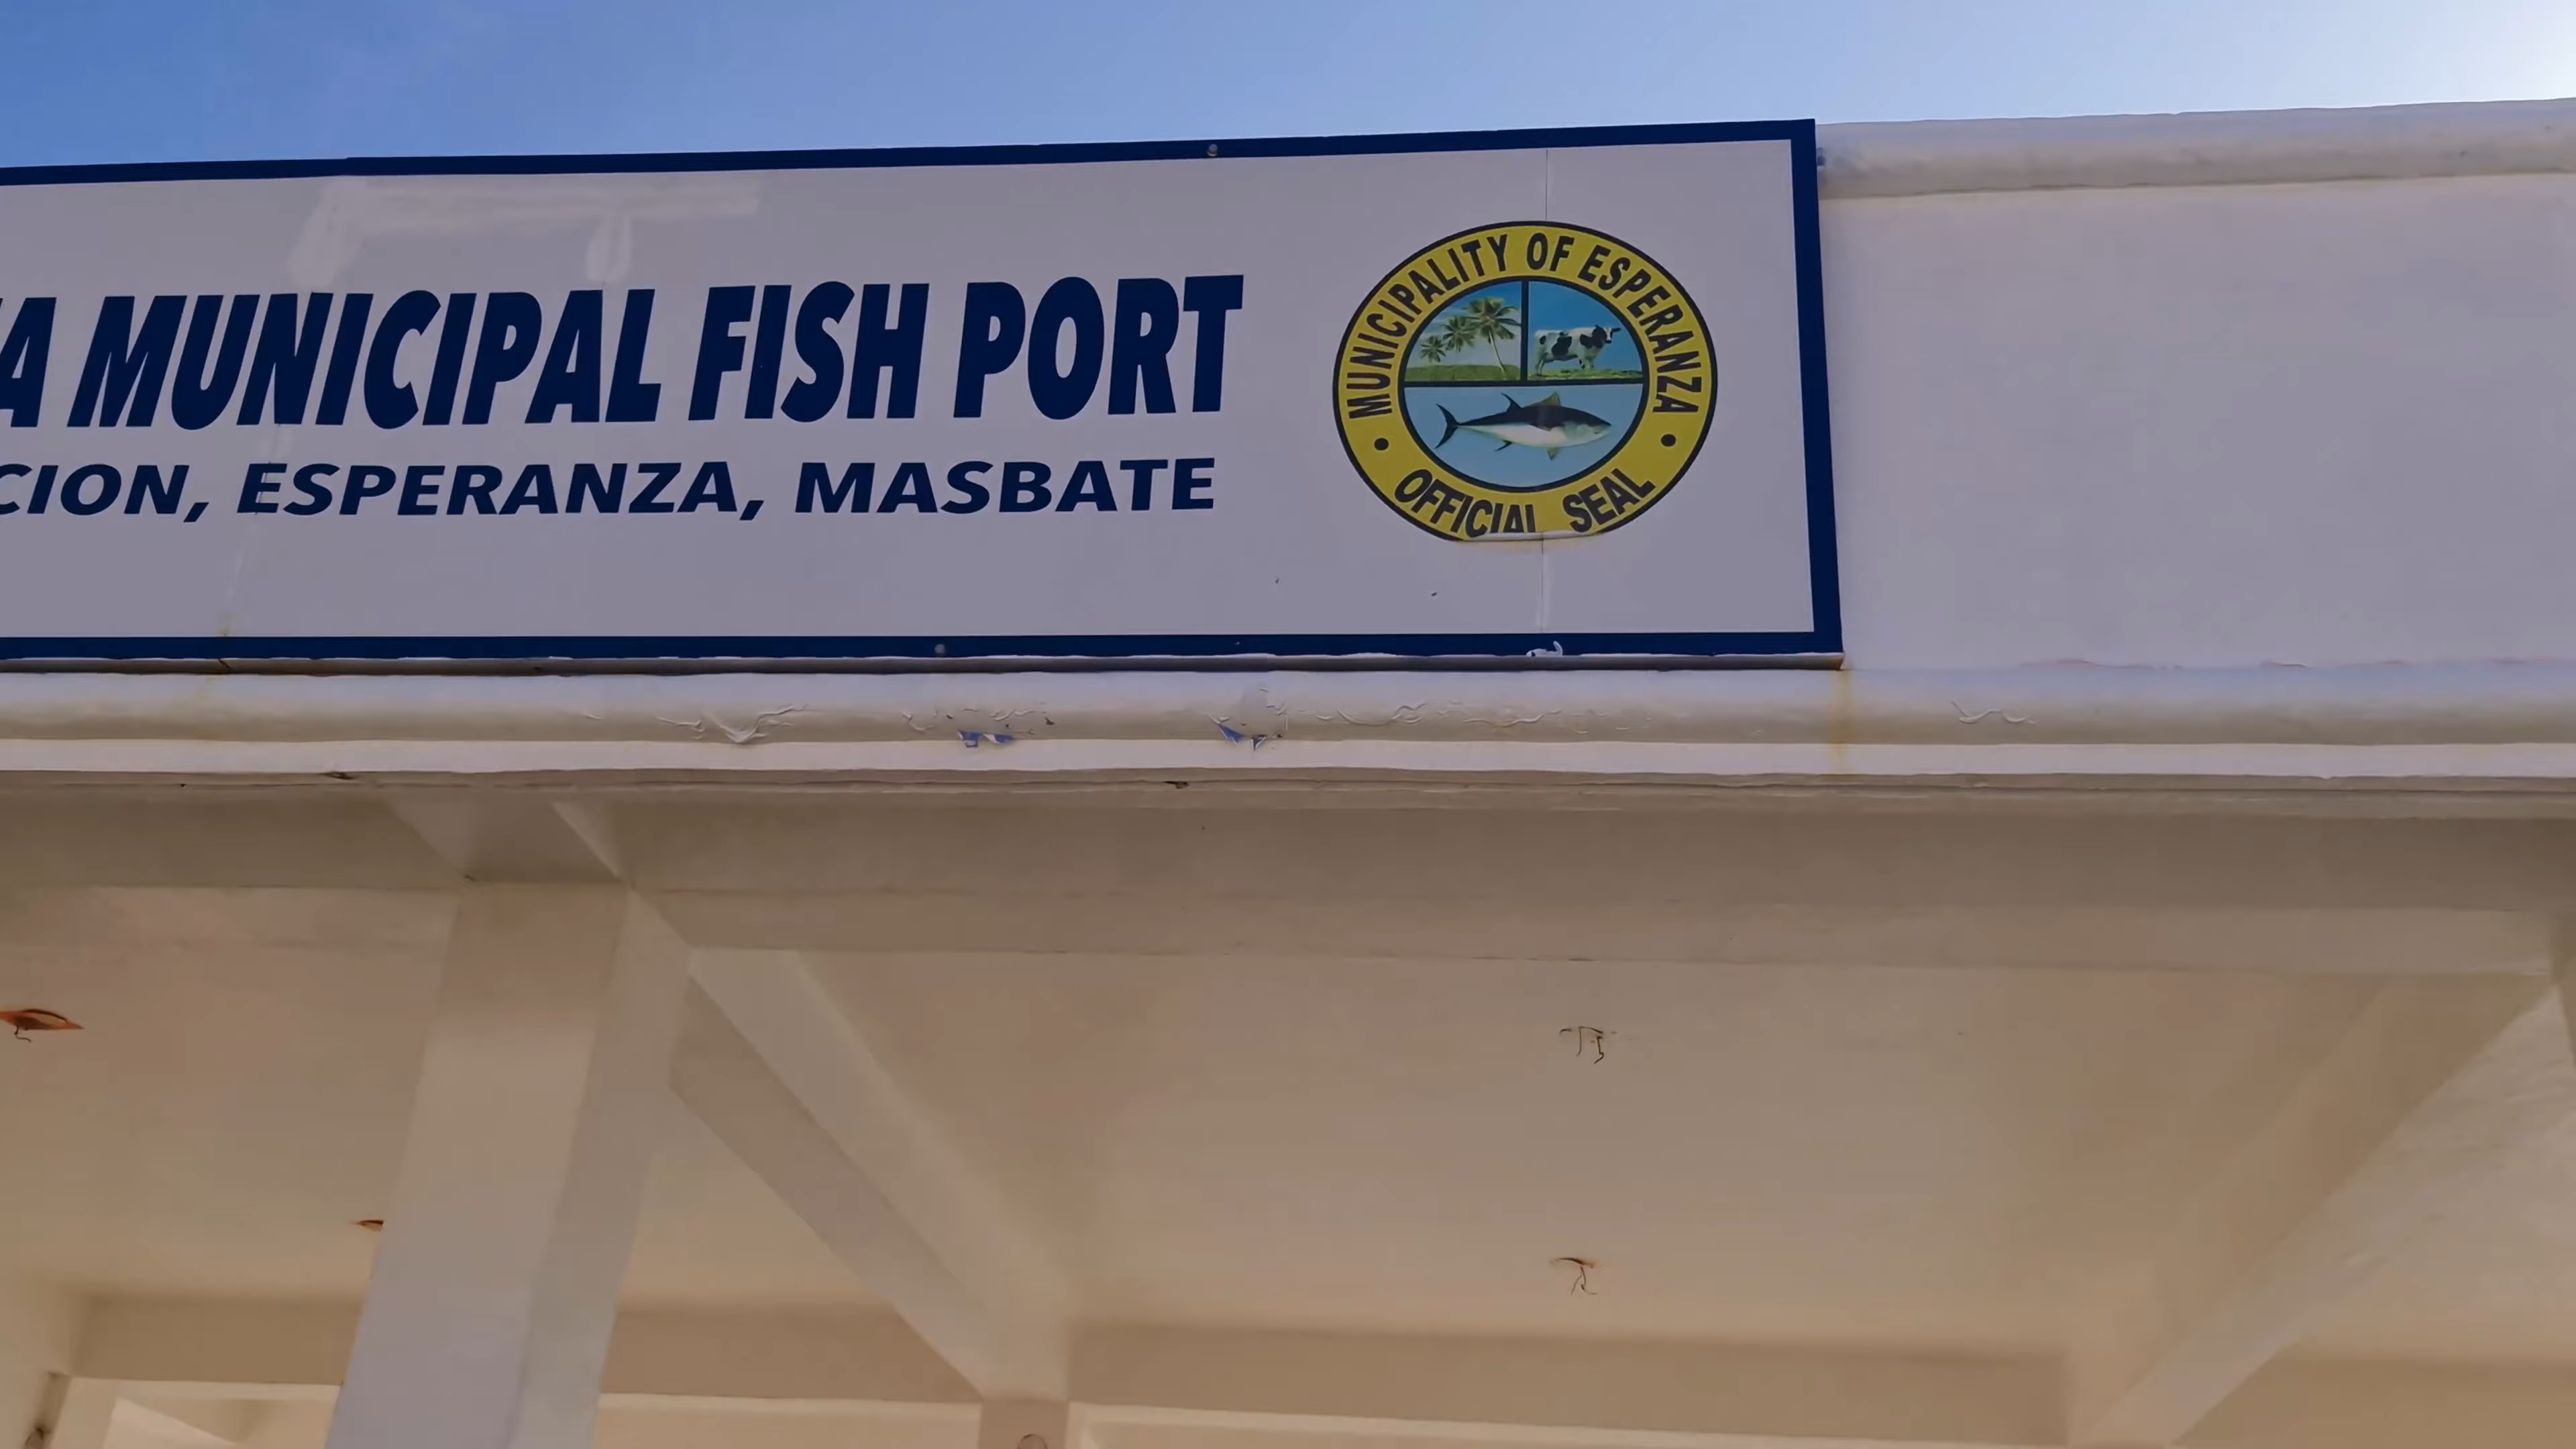 MUNICIPAL FISH PORT
ESPERANZA, MASBATE
MUNICIPALITY OF ESPERANZA
OFFICIAL SEAL